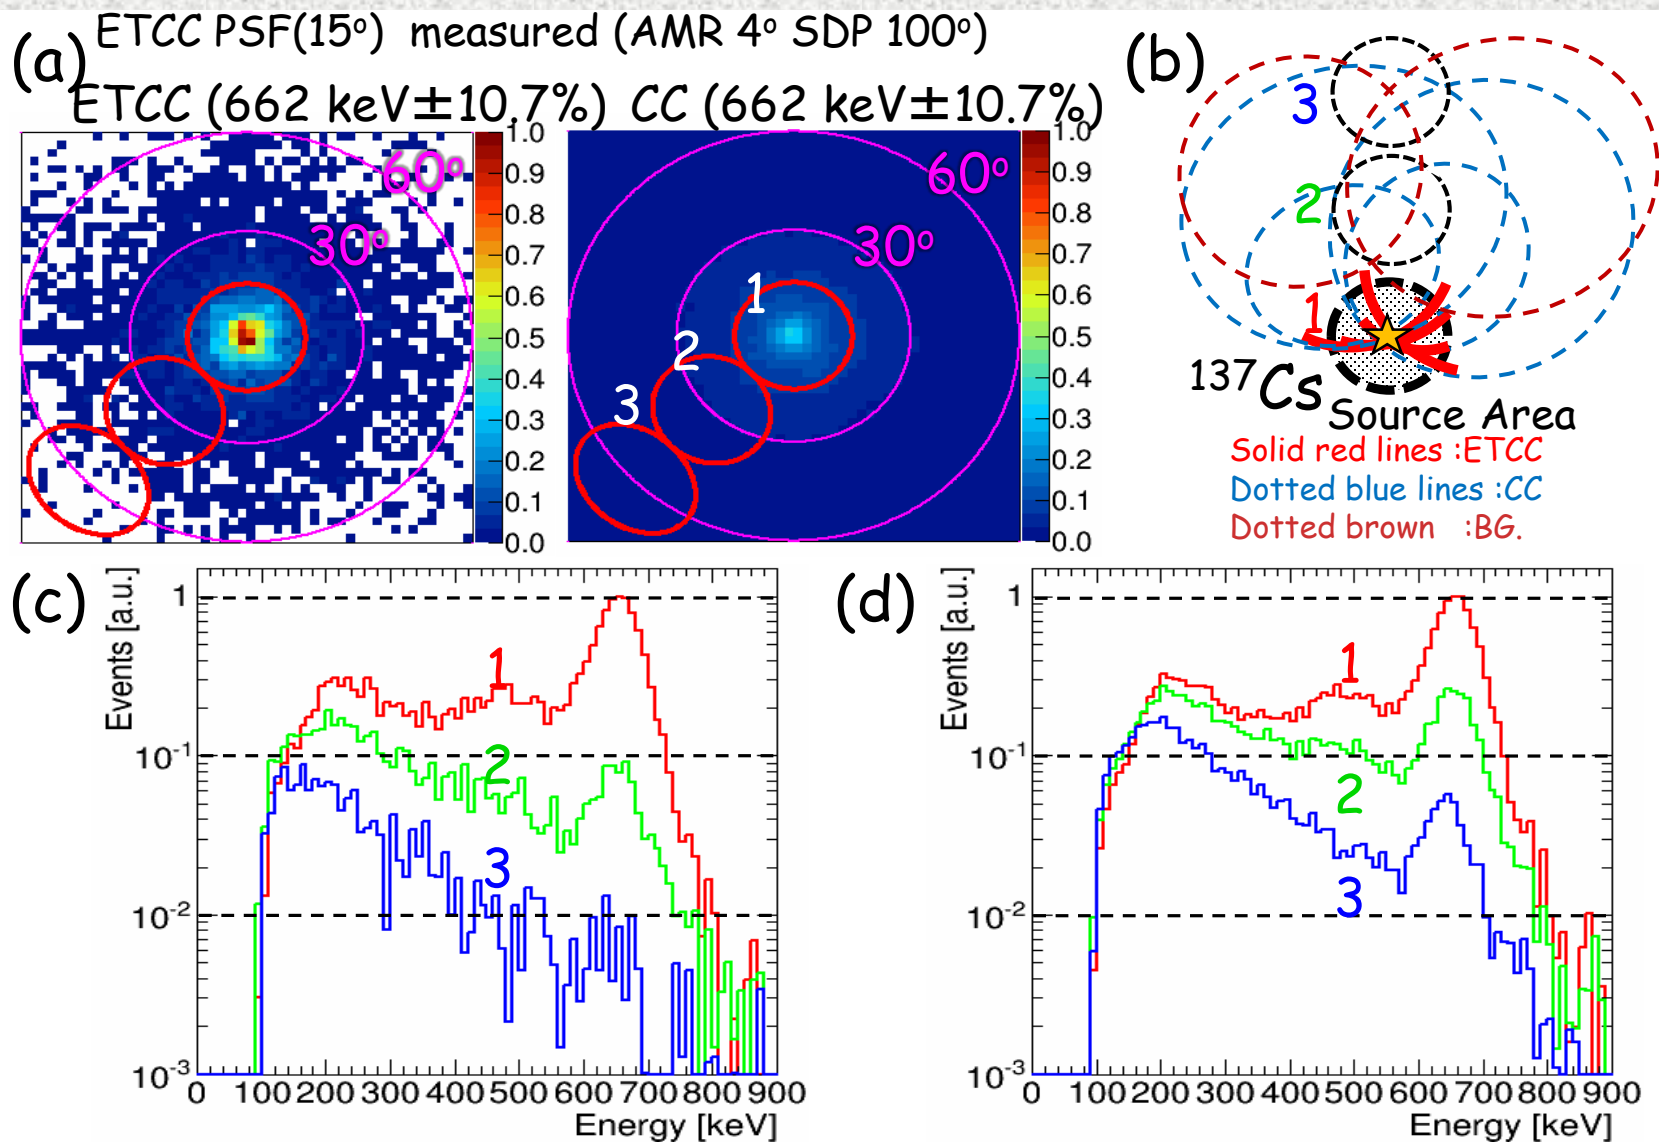 ETCC PSF(15°) measured (AMR 4° SDP 100°)
(a)
ETCC (662 keV±10.7%) CC (662 keV±10.7%)
60°
30°
1.0
0.9
0.8
0.7
0.6
0.5
0.4
0.3
0.2
0.1
0.0
60°
30°
1
2
3
1.0
0.9
0.8
0.7
0.6
0.5
0.4
0.3
0.2
0.1
0.0
(b)
3
2
1
¹³⁷Cs
Source Area
Solid red lines :ETCC
Dotted blue lines :CC
Dotted brown :BG.
(c)
Events [a.u.]
1
10⁻¹
10⁻²
10⁻³
1
2
3
0 100 200 300 400 500 600 700 800 900
Energy [keV]
(d)
Events [a.u.]
1
10⁻¹
10⁻²
10⁻³
1
2
3
0 100 200 300 400 500 600 700 800 900
Energy [keV]